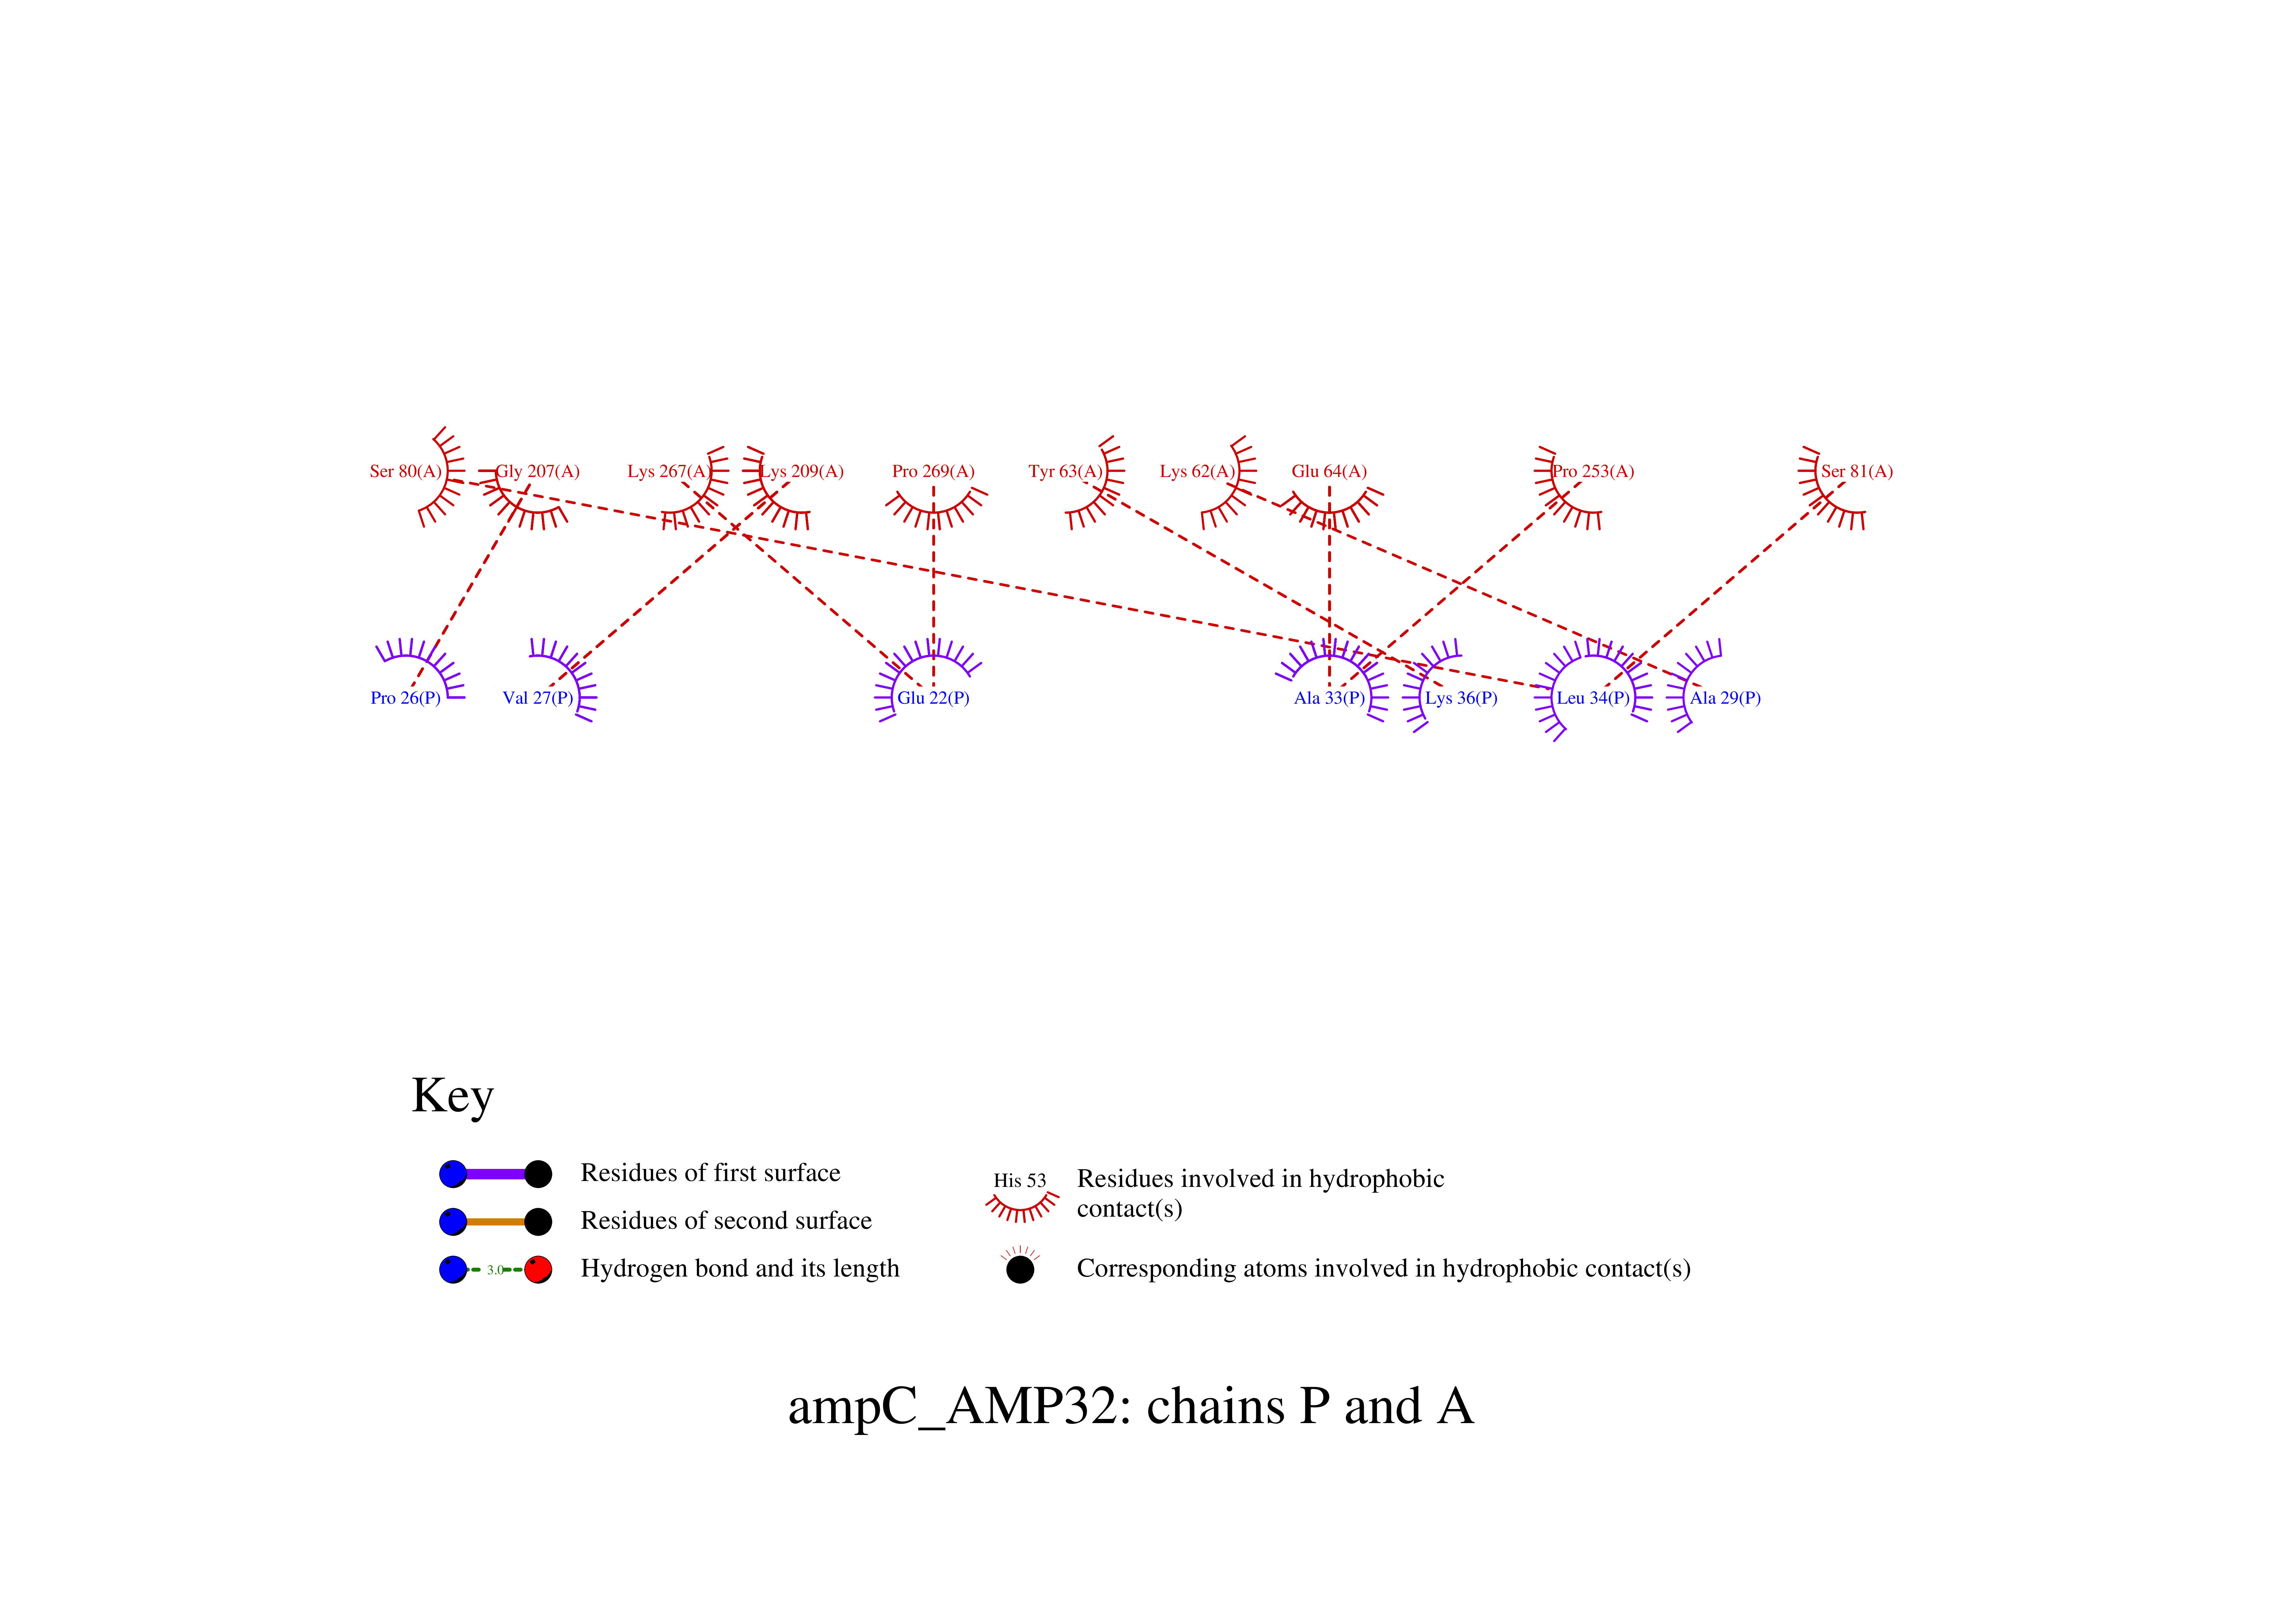 Ser 80(A) Gly 207(A) Lys 267(A) Lys 209(A) Pro 269(A) Tyr 63(A) Lys 62(A) Glu 64(A) Pro 253(A) Ser 81(A)
Pro 26(P) Val 27(P) Glu 22(P) Ala 33(P) Lys 36(P) Leu 34(P) Ala 29(P)
Key
Residues of first surface
Residues of second surface
3.0 Hydrogen bond and its length
His 53 Residues involved in hydrophobic
contact(s)
Corresponding atoms involved in hydrophobic contact(s)
ampC_AMP32: chains P and A